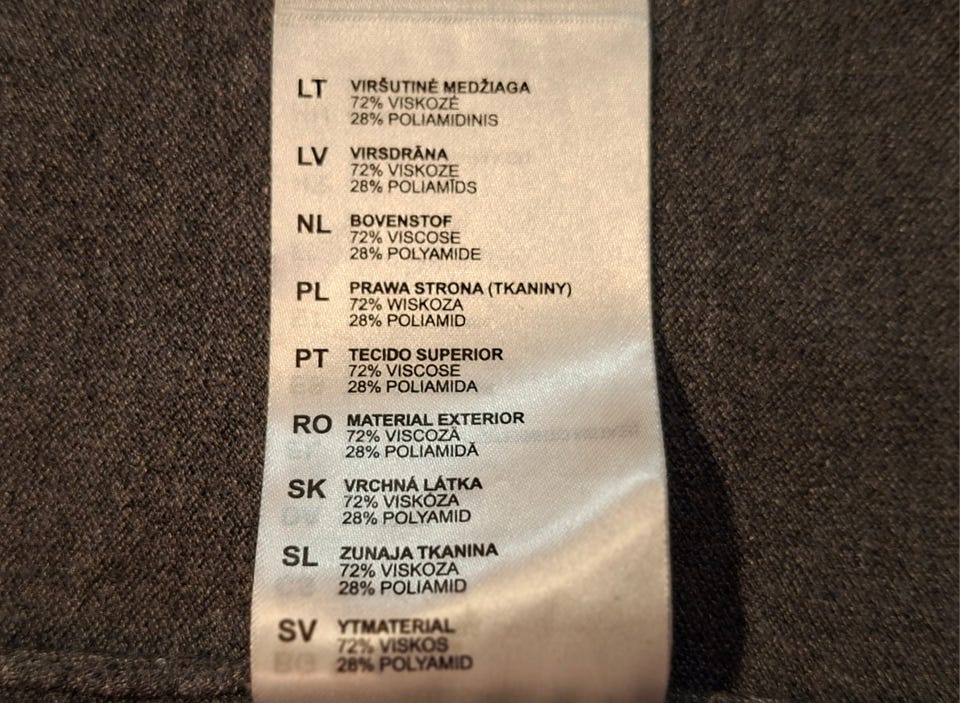 LT VIRŠUTINĖ MEDŽIAGA
72% VISKOZĖ
28% POLIAMIDINIS
LV VIRSDRĀNA
72% VISKOZE
28% POLIAMĪDS
NL BOVENSTOF
72% VISCOSE
28% POLYAMIDE
PL PRAWA STRONA (TKANINY)
72% WISKOZA
28% POLIAMID
PT TECIDO SUPERIOR
72% VISCOSE
28% POLIAMIDA
RO MATERIAL EXTERIOR
72% VISCOZĂ
28% POLIAMIDĂ
SK VRCHNÁ LÁTKA
72% VISKÓZA
28% POLYAMID
SL ZUNAJA TKANINA
72% VISKOZA
28% POLIAMID
SV YTMATERIAL
72% VISKOS
28% POLYAMID